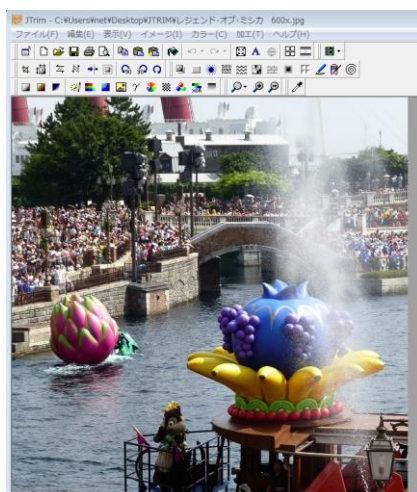 JTrim - C:¥Users¥net¥Desktop¥JTRIM¥レジェンド・オブ・ミシカ 600x.jpg
ファイル(F) 編集(E) 表示(V) イメージ(I) カラー(C) 加工(T) ヘルプ(H)